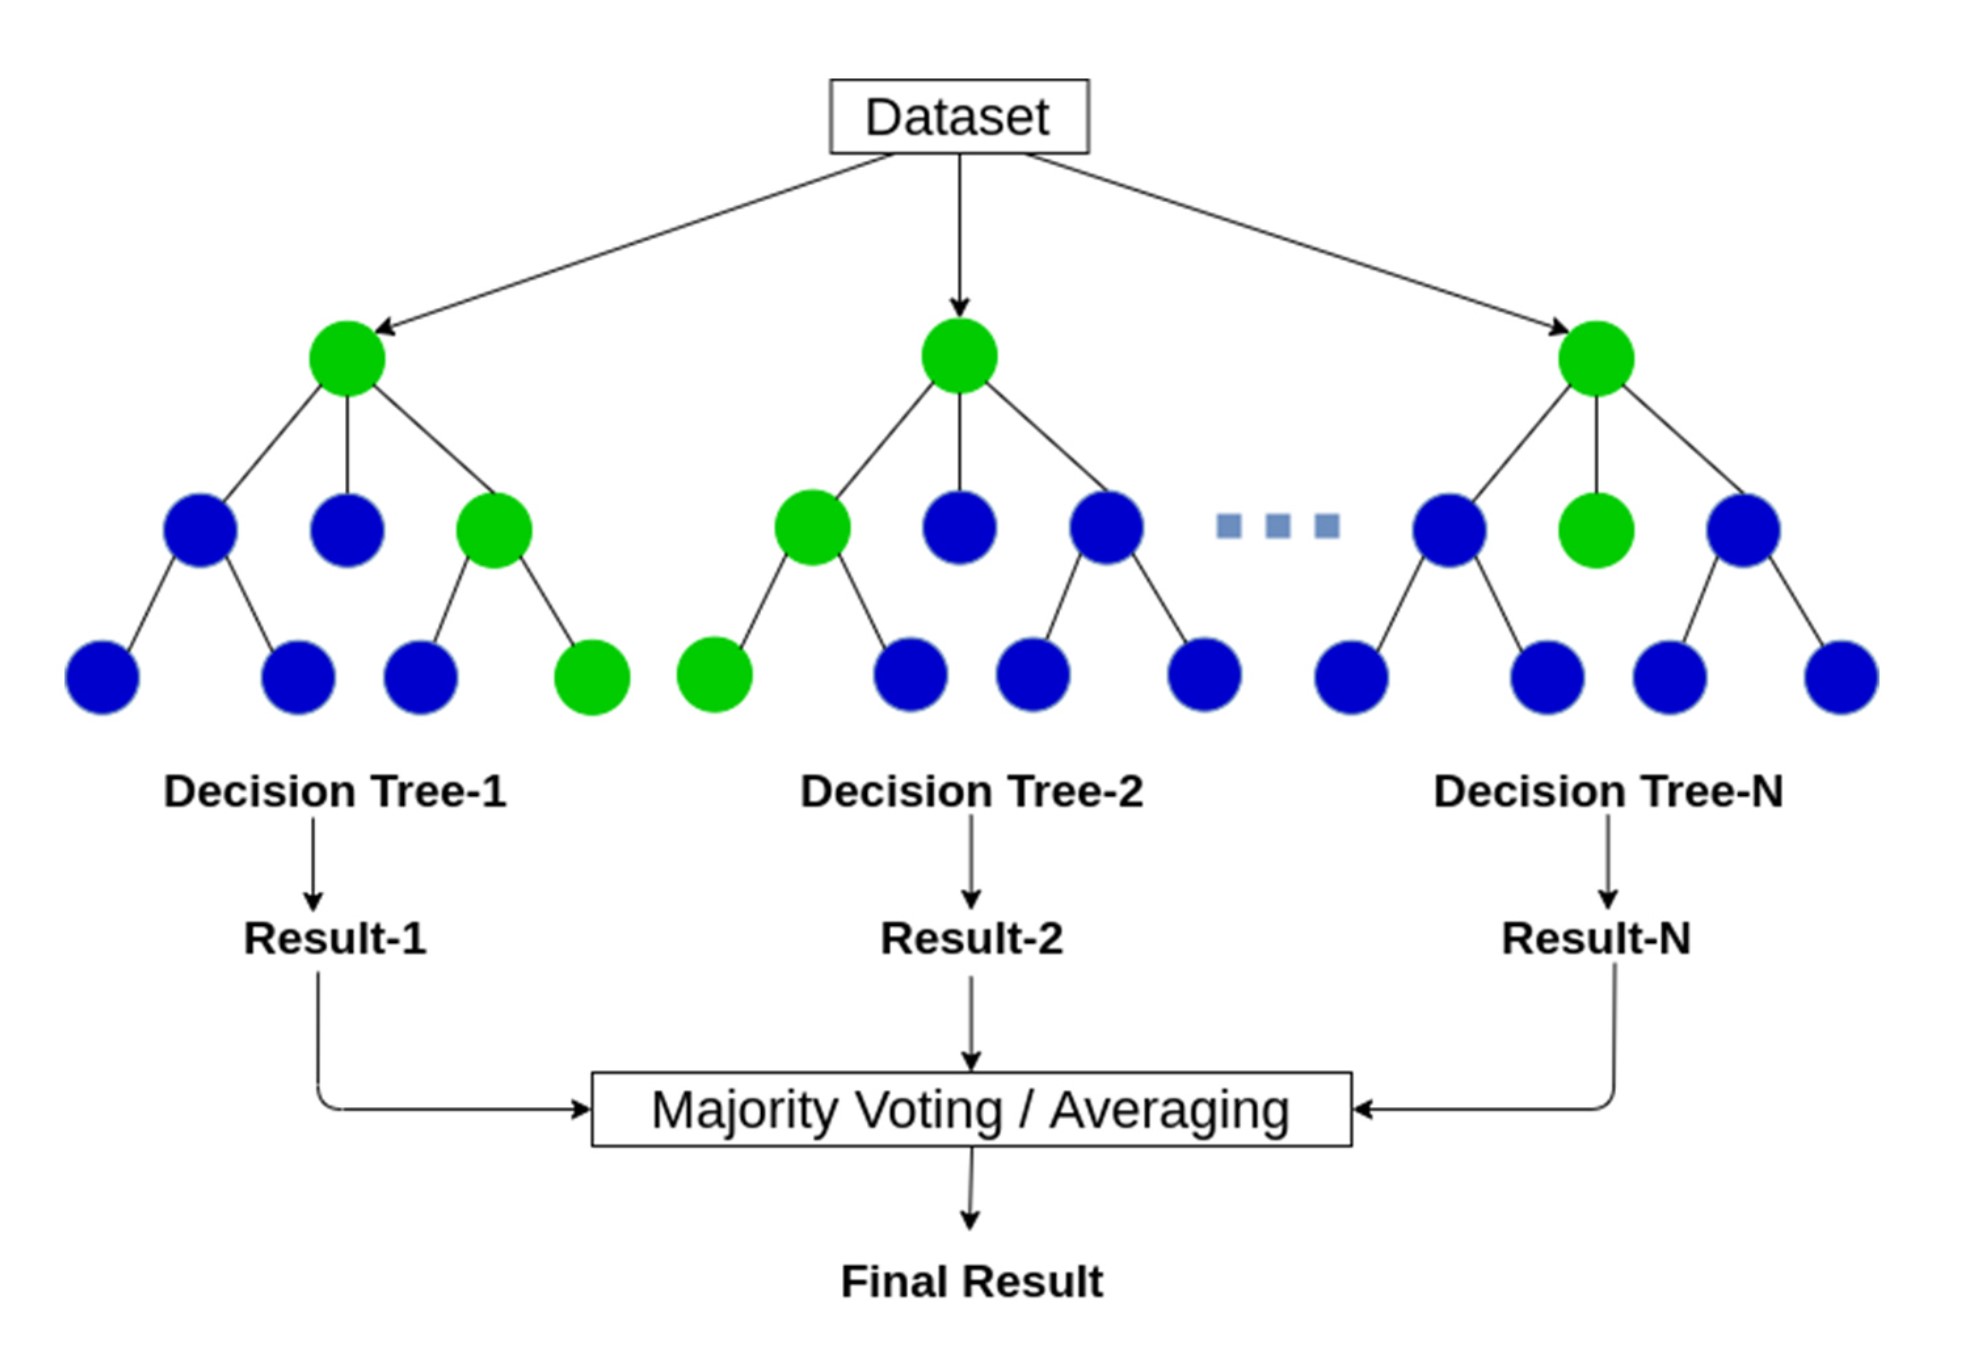 Dataset
Decision Tree-1
Decision Tree-2
Decision Tree-N
Result-1
Result-2
Result-N
Majority Voting / Averaging
Final Result